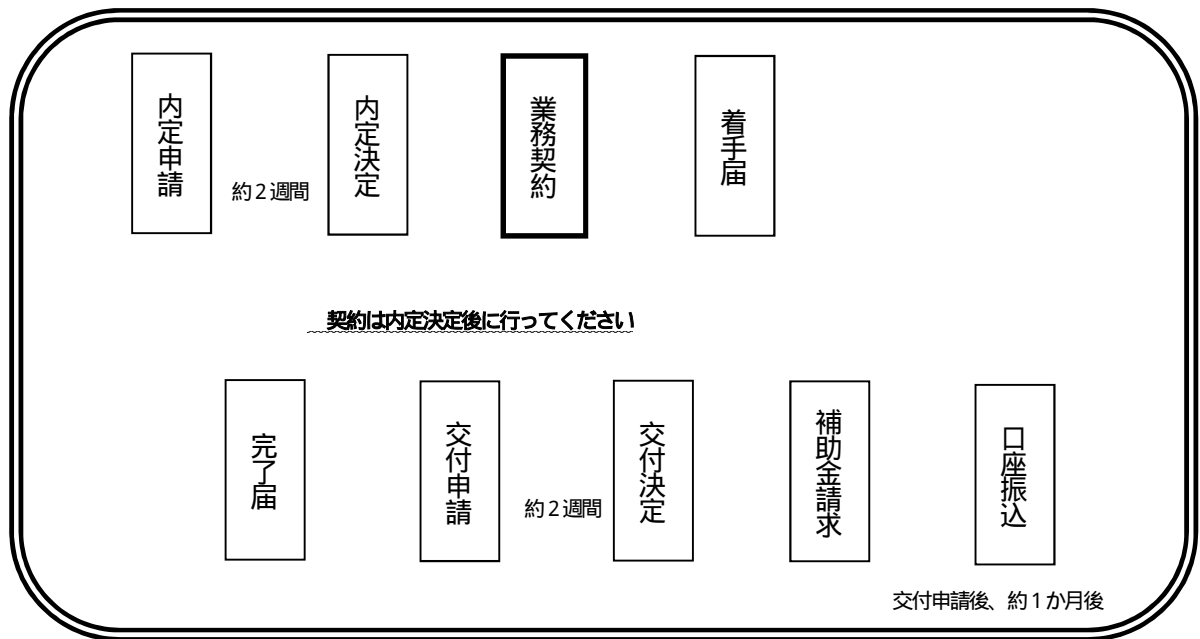 内定申請
約２週間
内定決定
業務契約
着手届
契約は内定決定後に行ってください
完了届
交付申請
約２週間
交付決定
補助金請求
口座振込
交付申請後、約１か月後